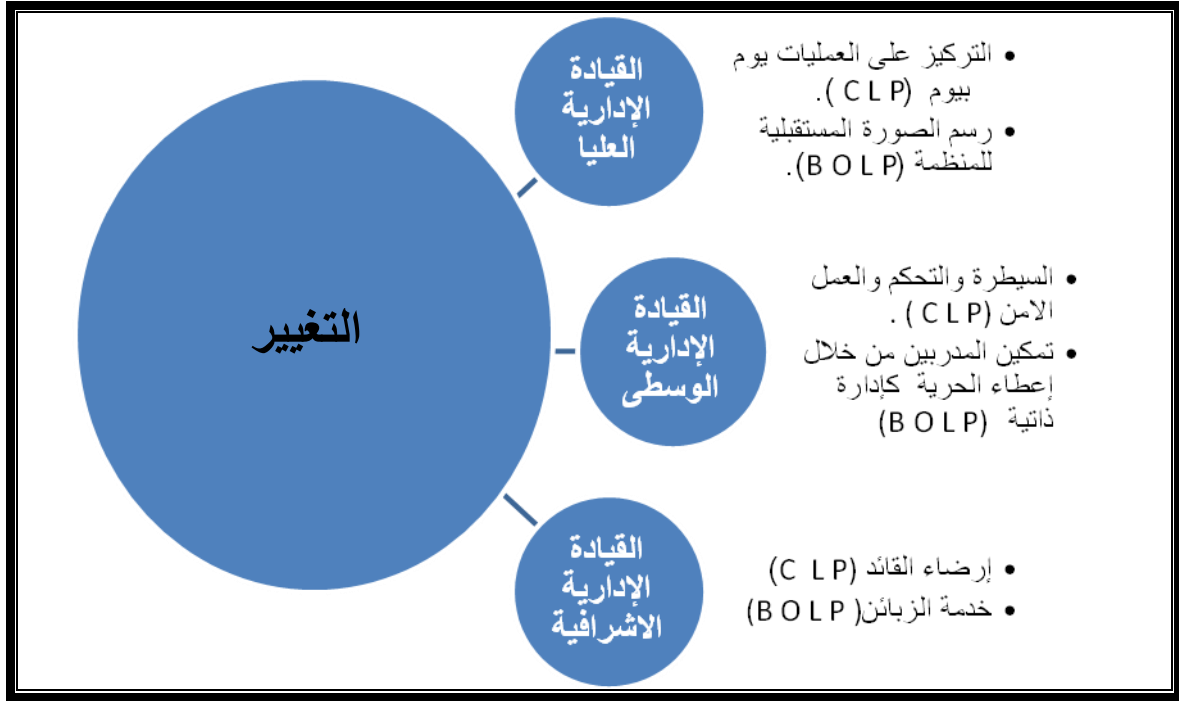 التغيير
القيادة
الإدارية
العليا
• التركيز على العمليات يوم
بيوم (C L P ).
• رسم الصورة المستقبلية
للمنظمة (B O L P).
القيادة
الإدارية
الوسطى
• السيطرة والتحكم والعمل
الامن (C L P ) .
• تمكين المدربين من خلال
إعطاء الحرية كإدارة
ذاتية (B O L P)
القيادة
الإدارية
الاشرافية
• إرضاء القائد (C L P)
• خدمة الزبائن( B O L P)